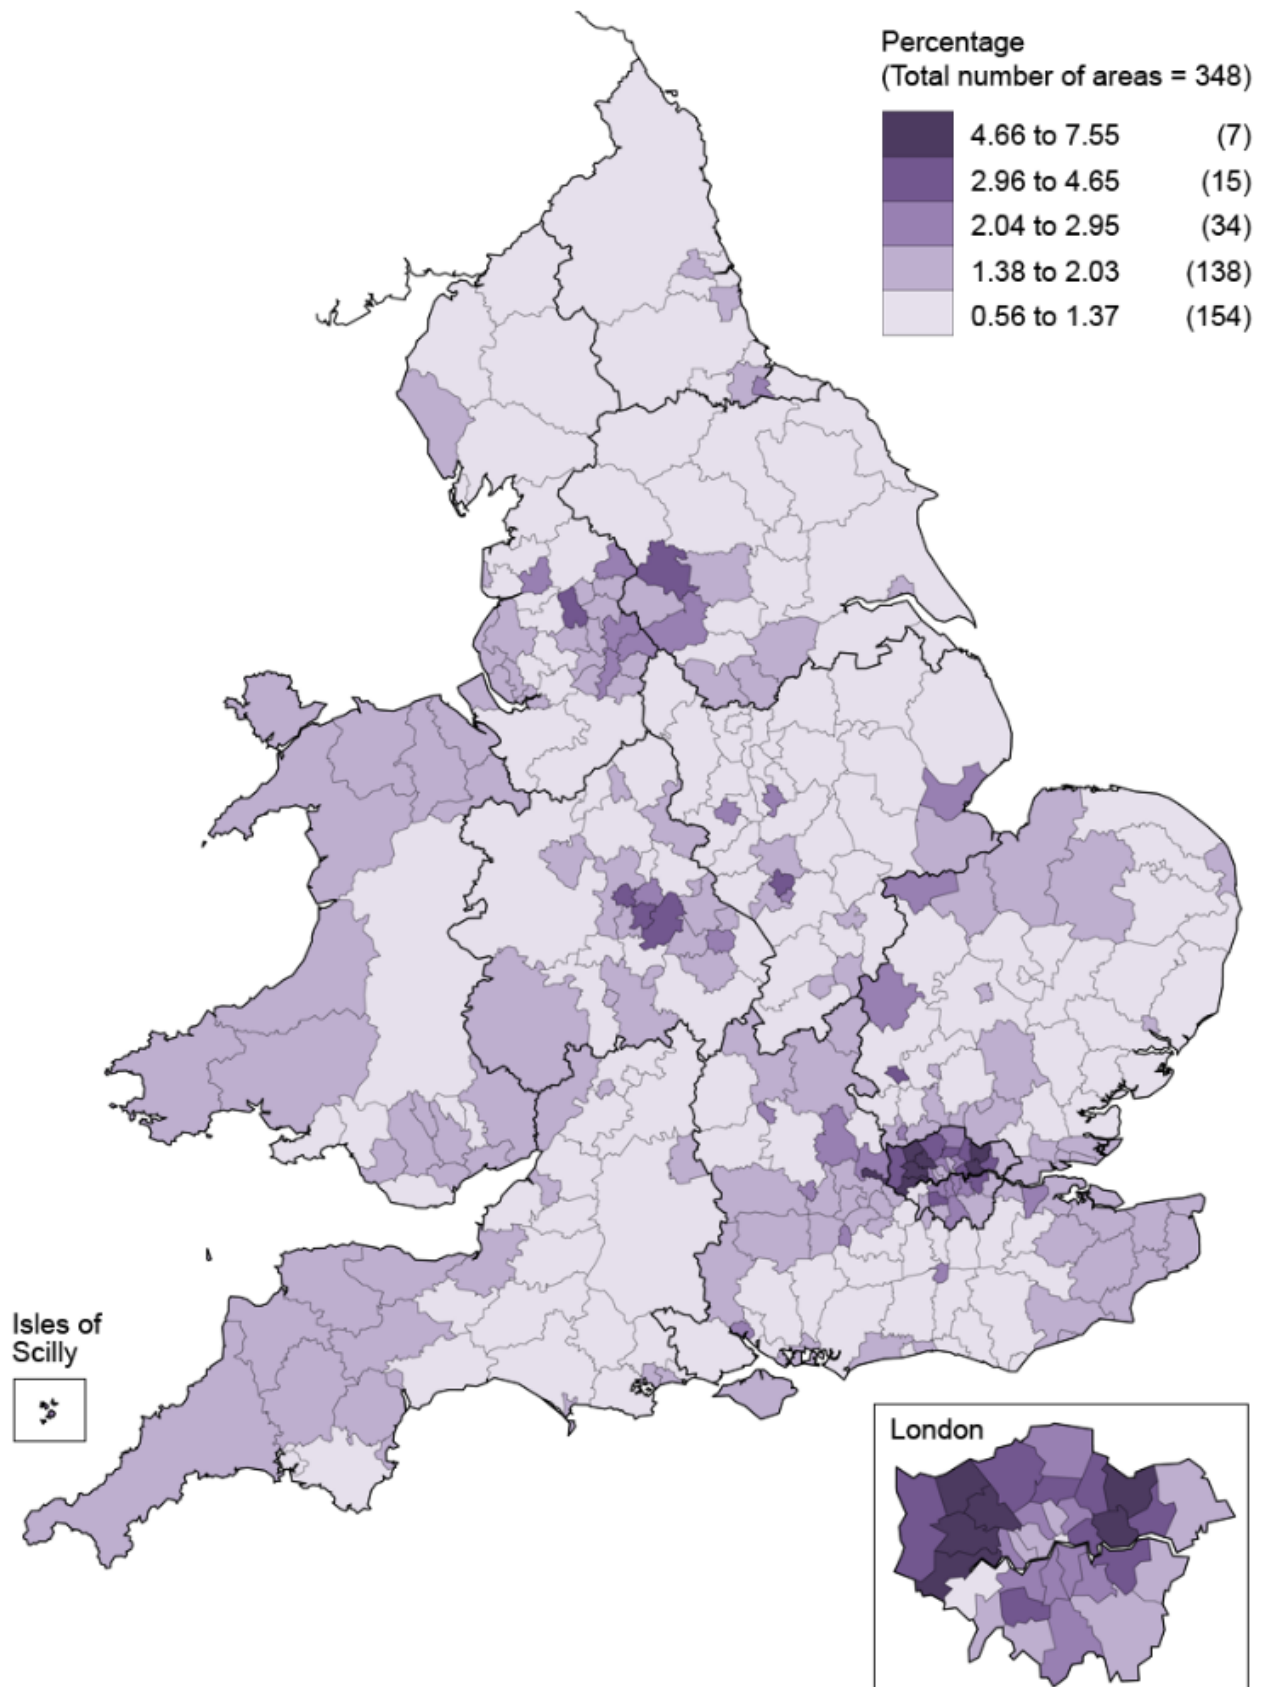 Percentage
(Total number of areas = 348)
4.66 to 7.55 (7)
2.96 to 4.65 (15)
2.04 to 2.95 (34)
1.38 to 2.03 (138)
0.56 to 1.37 (154)
Isles of
Scilly
London